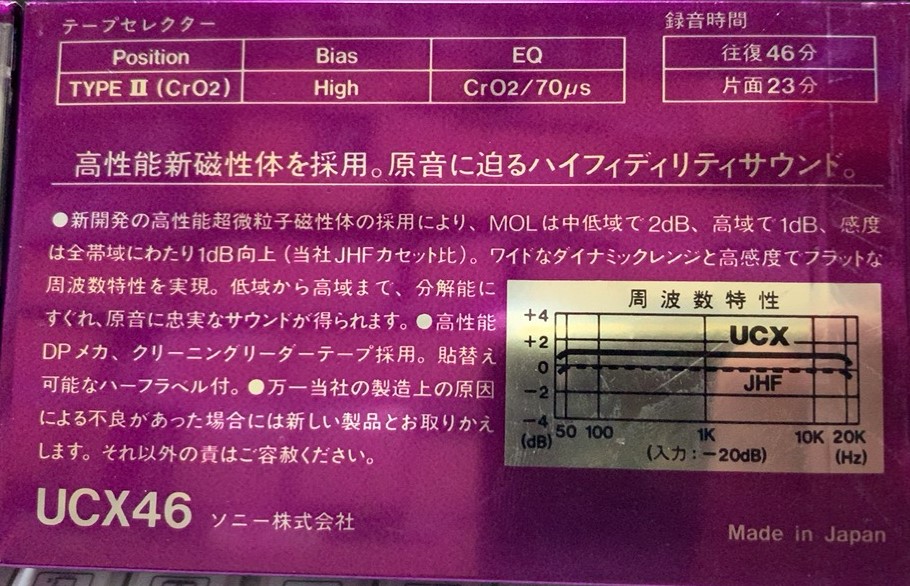 テープセレクター
Position Bias EQ
TYPE II (CrO2) High CrO2/70μs
録音時間
往復46分
片面23分
高性能新磁性体を採用。原音に迫るハイフィディリティサウンド。
●新開発の高性能超微粒子磁性体の採用により、MOLは中低域で2dB、高域で1dB、感度
は全帯域にわたり1dB向上(当社JHFカセット比)。ワイドなダイナミックレンジと高感度でフラットな
周波数特性を実現。低域から高域まで、分解能に
すぐれ、原音に忠実なサウンドが得られます。●高性能
DPメカ、クリーニングリーダーテープ採用。貼替え
可能なハーフラベル付。●万一当社の製造上の原因
による不良があった場合には新しい製品とお取りかえ
します。それ以外の責はご容赦ください。
周波数特性
+4
+2
0
-2
-4
(dB)
UCX
JHF
50 100 1K 10K 20K
(入力:-20dB) (Hz)
UCX46 ソニー株式会社
Made in Japan